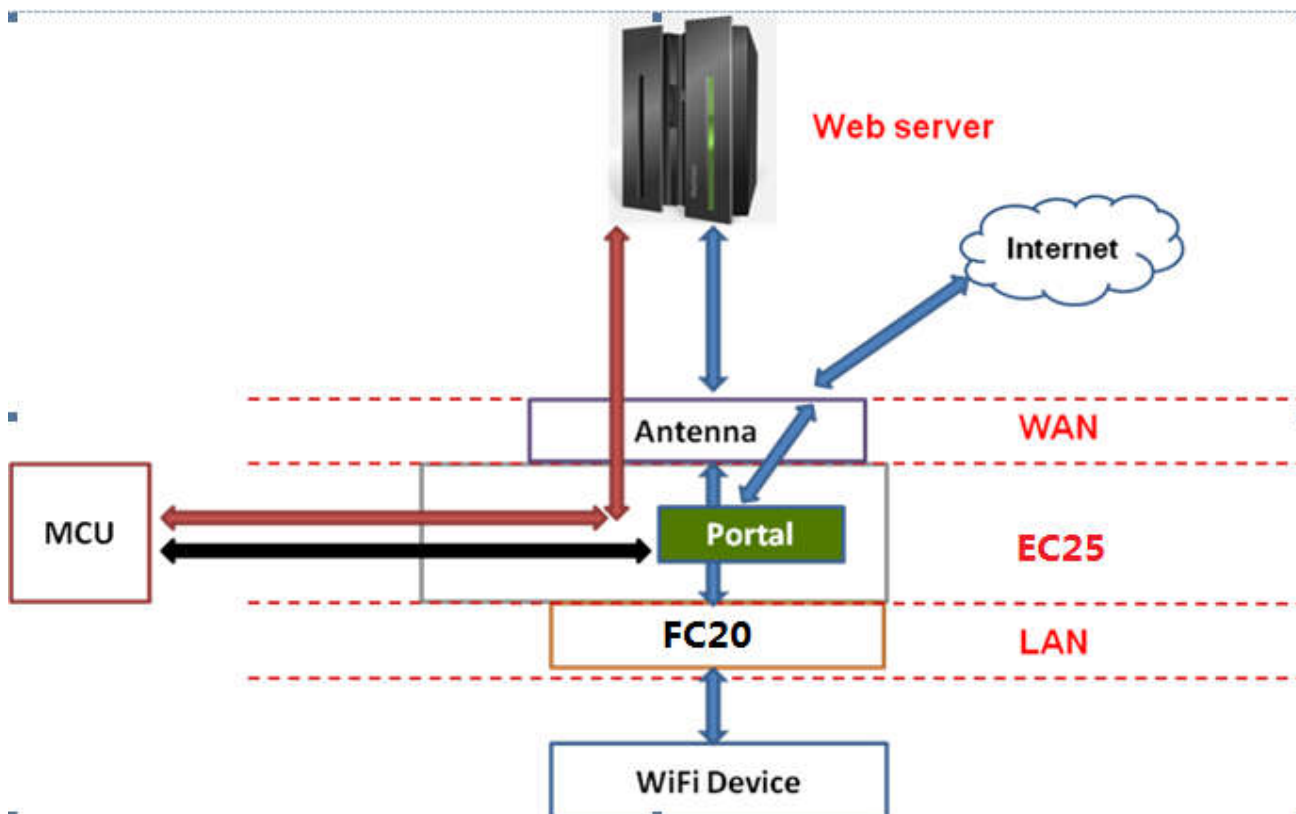 Web server
Internet
Antenna
WAN
MCU
Portal
EC25
FC20
LAN
WiFi Device